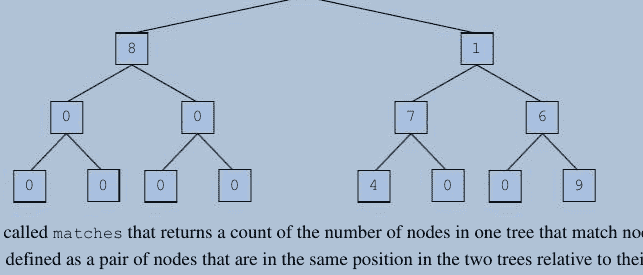 8 1
0 0 7 6
0 0 0 0 4 0 0 9
called matches that returns a count of the number of nodes in one tree that match
defined as a pair of nodes that are in the same position in the two trees relative to